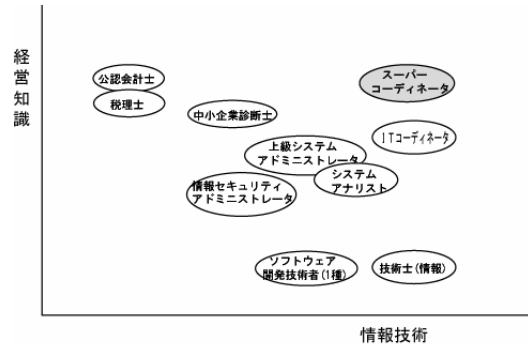 経営知識
公認会計士
税理士
中小企業診断士
スーパー
コーディネータ
ITコーディネータ
上級システム
アドミニストレータ
システム
アナリスト
情報セキュリティ
アドミニストレータ
ソフトウェア
開発技術者(1種)
技術士(情報)
情報技術